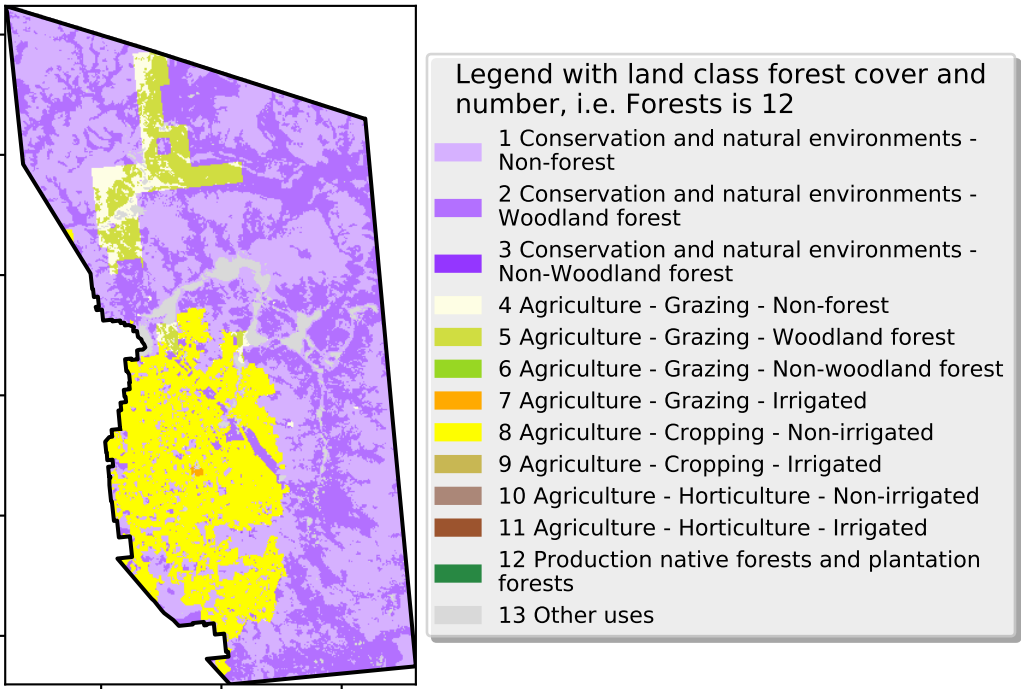 Legend with land class forest cover and
number, i.e. Forests is 12
1 Conservation and natural environments -
Non-forest
2 Conservation and natural environments -
Woodland forest
3 Conservation and natural environments -
Non-Woodland forest
4 Agriculture - Grazing - Non-forest
5 Agriculture - Grazing - Woodland forest
6 Agriculture - Grazing - Non-woodland forest
7 Agriculture - Grazing - Irrigated
8 Agriculture - Cropping - Non-irrigated
9 Agriculture - Cropping - Irrigated
10 Agriculture - Horticulture - Non-irrigated
11 Agriculture - Horticulture - Irrigated
12 Production native forests and plantation
forests
13 Other uses